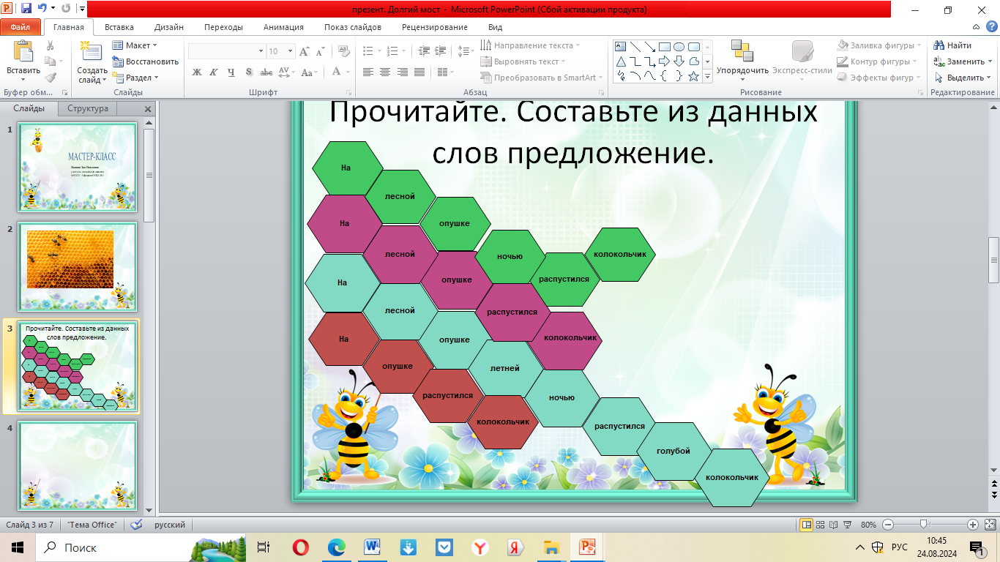 презент. Долгий мост - Microsoft PowerPoint (Сбой активации продукта)
Файл Главная Вставка Дизайн Переходы Анимация Показ слайдов Рецензирование Вид
Вставить
Буфер обм...
Создать слайд
Макет
Восстановить
Раздел
Слайды
10
Ж К Ч S abc AV Aa A
Шрифт
Направление текста
Выровнять текст
Преобразовать в SmartArt
Абзац
Упорядочить
Экспресс-стили
Заливка фигуры
Контур фигуры
Эффекты фигур
Рисование
Найти
Заменить
Выделить
Редактирование
Слайды Структура
1
МАСТЕР-КЛАСС
2
3
Прочитайте. Составьте из данных
слов предложение.
4
Прочитайте. Составьте из данных
слов предложение.
На
лесной
опушке
ночью
распустился
колокольчик
На
лесной
опушке
распустился
колокольчик
На
лесной
опушке
летней
ночью
распустился
голубой
колокольчик
На
опушке
распустился
колокольчик
Слайд 3 из 7 "Тема Office" русский 80%
Поиск
РУС
10:45
24.08.2024
1